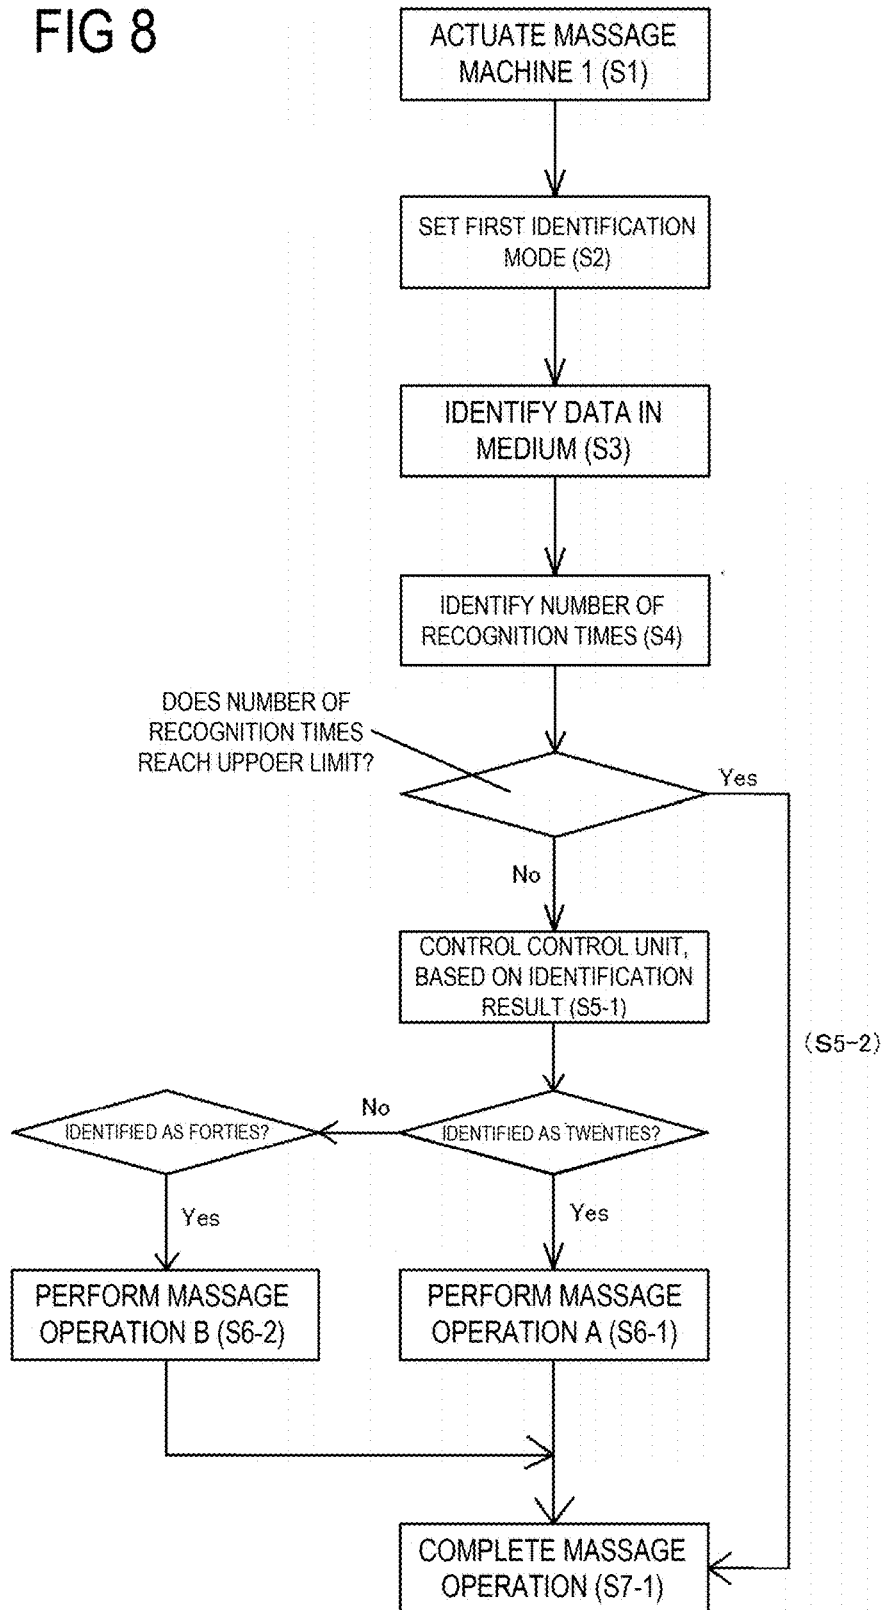 FIG 8
ACTUATE MASSAGE
MACHINE 1 (S1)
SET FIRST IDENTIFICATION
MODE (S2)
IDENTIFY DATA IN
MEDIUM (S3)
IDENTIFY NUMBER OF
RECOGNITION TIMES (S4)
DOES NUMBER OF
RECOGNITION TIMES
REACH UPPOER LIMIT?
Yes
No
CONTROL CONTROL UNIT,
BASED ON IDENTIFICATION
RESULT (S5-1)
(S5-2)
No
IDENTIFIED AS FORTIES?
IDENTIFIED AS TWENTIES?
Yes
Yes
PERFORM MASSAGE
OPERATION B (S6-2)
PERFORM MASSAGE
OPERATION A (S6-1)
COMPLETE MASSAGE
OPERATION (S7-1)